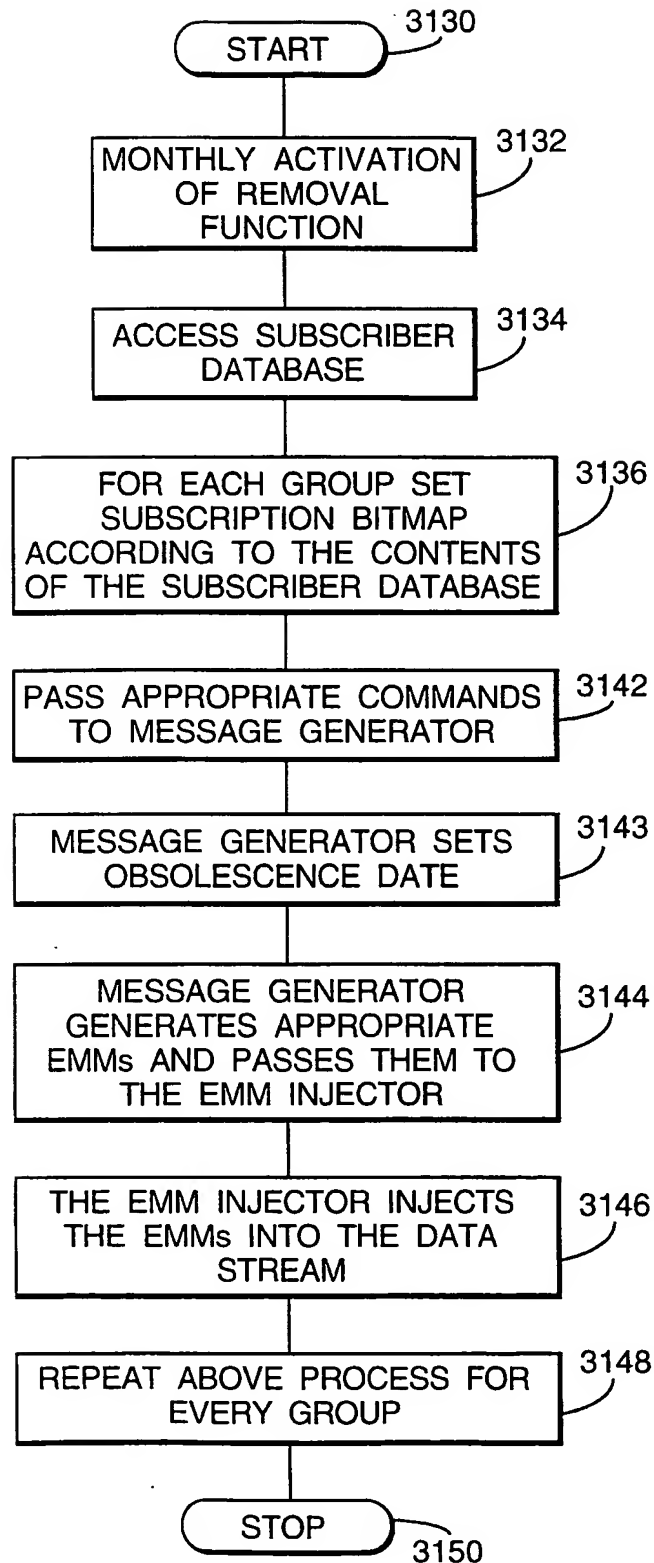 START
3130
MONTHLY ACTIVATION
OF REMOVAL
FUNCTION
3132
ACCESS SUBSCRIBER
DATABASE
3134
FOR EACH GROUP SET
SUBSCRIPTION BITMAP
ACCORDING TO THE CONTENTS
OF THE SUBSCRIBER DATABASE
3136
PASS APPROPRIATE COMMANDS
TO MESSAGE GENERATOR
3142
MESSAGE GENERATOR SETS
OBSOLESCENCE DATE
3143
MESSAGE GENERATOR
GENERATES APPROPRIATE
EMMs AND PASSES THEM TO
THE EMM INJECTOR
3144
THE EMM INJECTOR INJECTS
THE EMMs INTO THE DATA
STREAM
3146
REPEAT ABOVE PROCESS FOR
EVERY GROUP
3148
STOP
3150